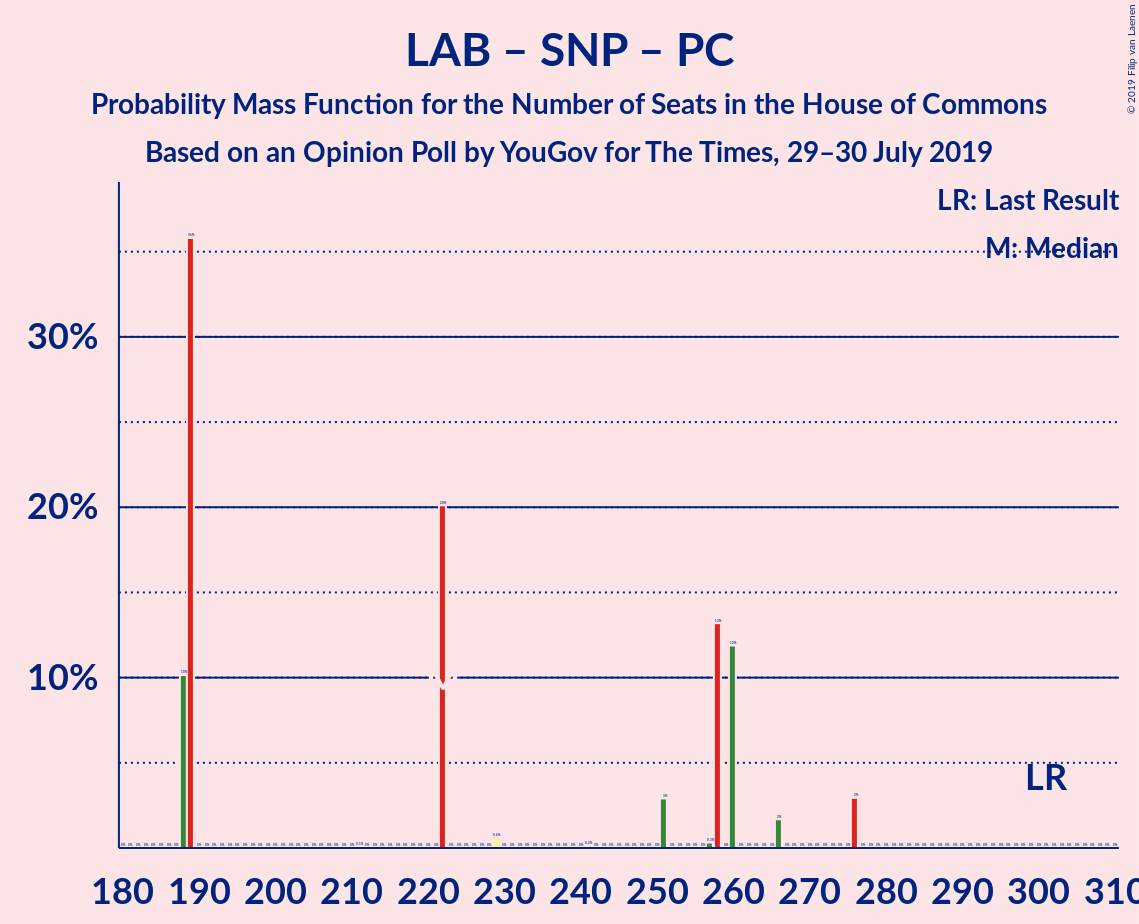 © 2019 Filip van Laenen
LAB – SNP – PC
Probability Mass Function for the Number of Seats in the House of Commons
Based on an Opinion Poll by YouGov for The Times, 29–30 July 2019
LR: Last Result
M: Median
30%
20%
10%
LR
180 190 200 210 220 230 240 250 260 270 280 290 300 310